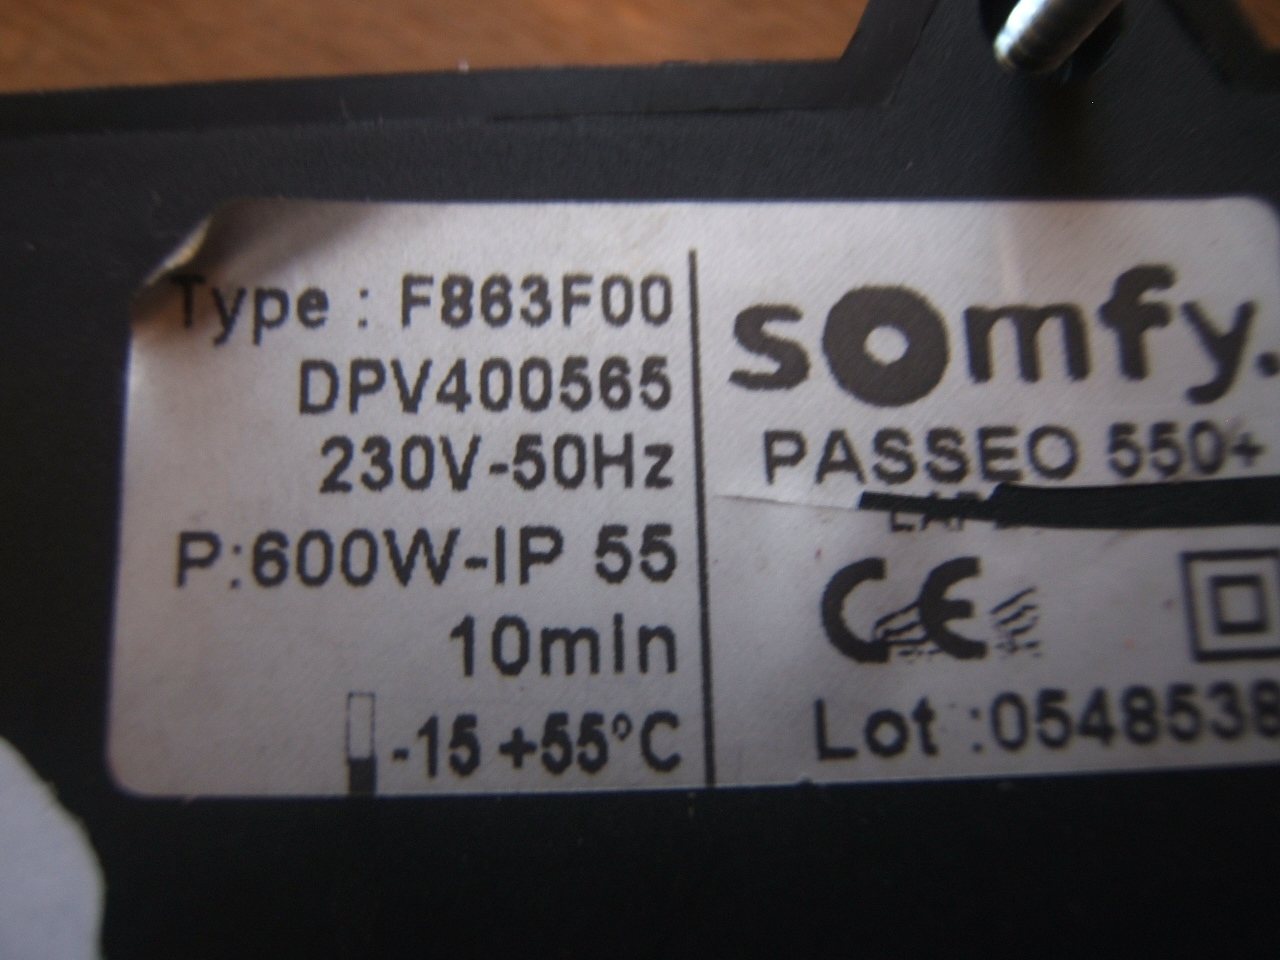 Type : F863F00
DPV400565
230V-50Hz
P:600W-IP 55
10min
-15 +55°C
somfy.
PASSEO 550+
CE
Lot :0548538